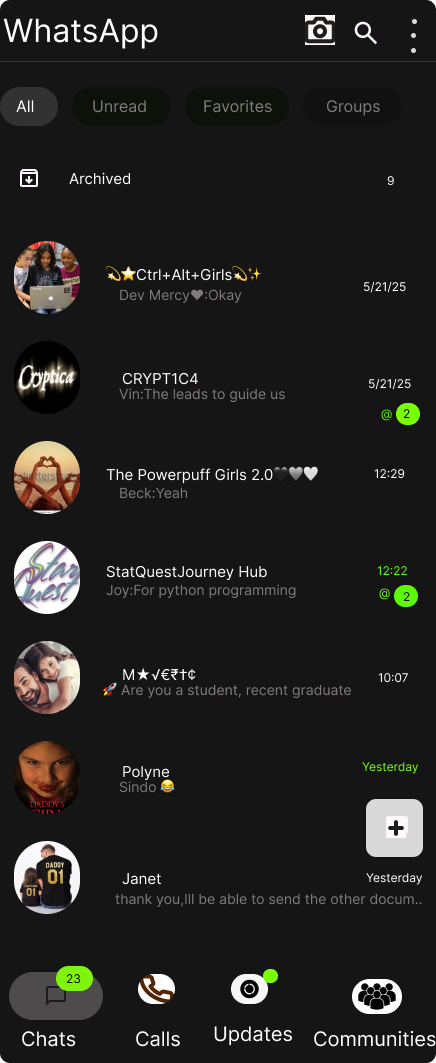 WhatsApp
All Unread Favorites Groups
Archived 9
💫⭐Ctrl+Alt+Girls💫✨
5/21/25
Dev Mercy❤:Okay
Cryptica
CRYPT1C4
5/21/25
Vin:The leads to guide us
@ 2
The Powerpuff Girls 2.0🖤🩶🤍
12:29
Beck:Yeah
Star Quest
StatQuestJourney Hub
12:22
Joy:For python programming
@ 2
M★√€₹†¢
10:07
🚀 Are you a student, recent graduate
Polyne
Yesterday
Sindo 😂
DADDY'S
DADDY
01
01
Janet
Yesterday
thank you,Ill be able to send the other docum..
23
Chats Calls Updates Communities